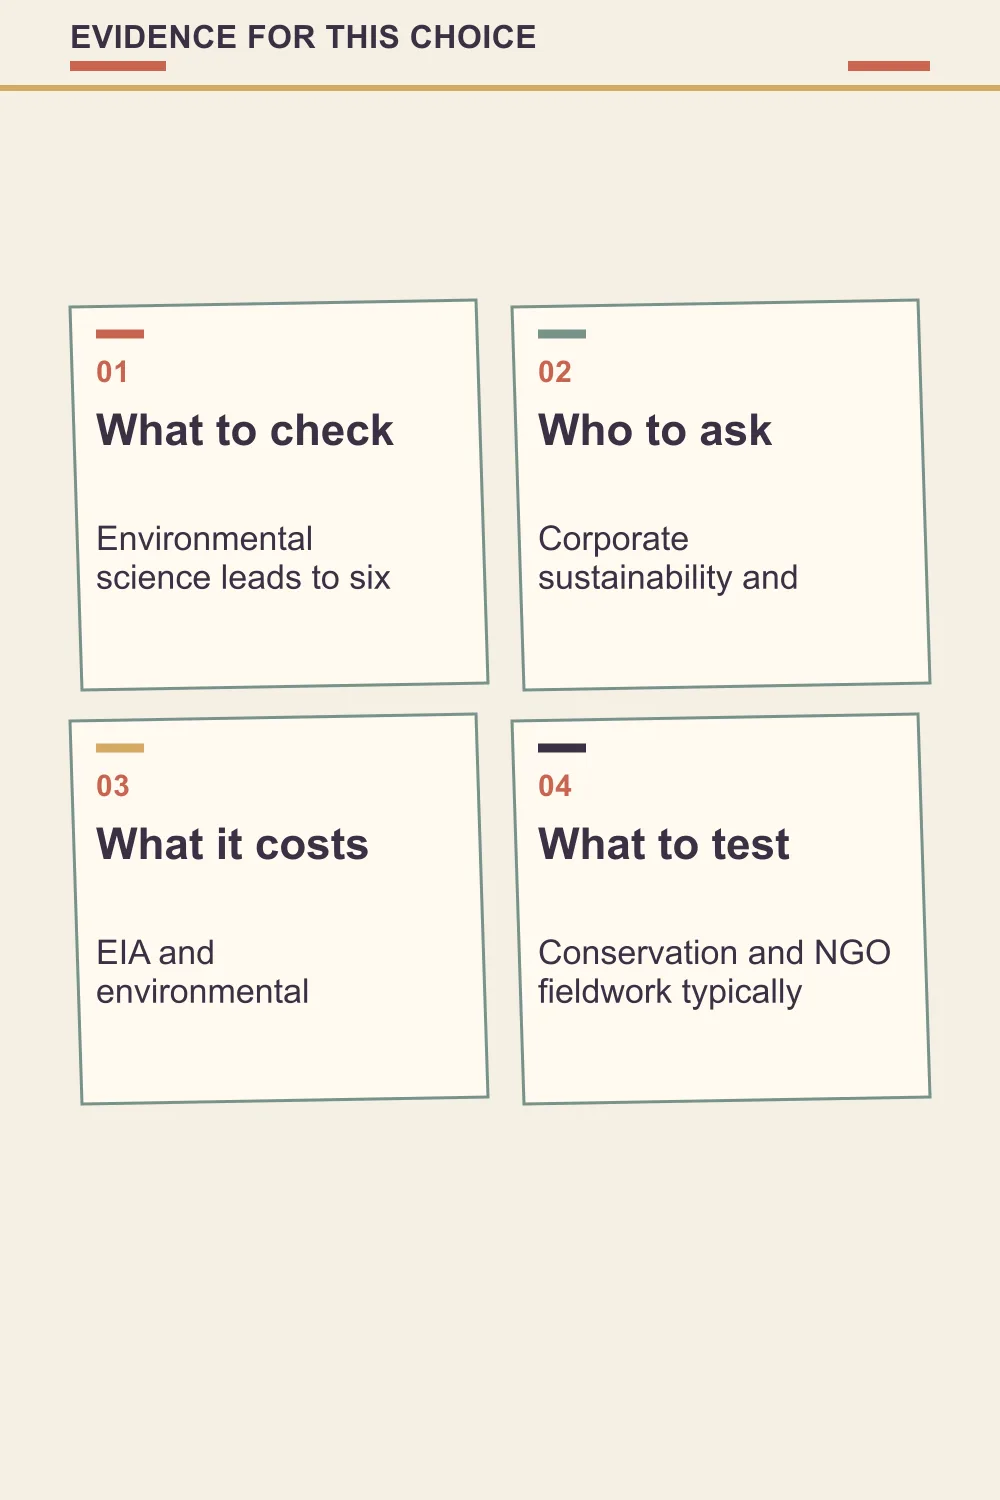 EVIDENCE FOR THIS CHOICE
01
What to check
Environmental
science leads to six
02
Who to ask
Corporate
sustainability and
03
What it costs
EIA and
environmental
04
What to test
Conservation and NGO
fieldwork typically